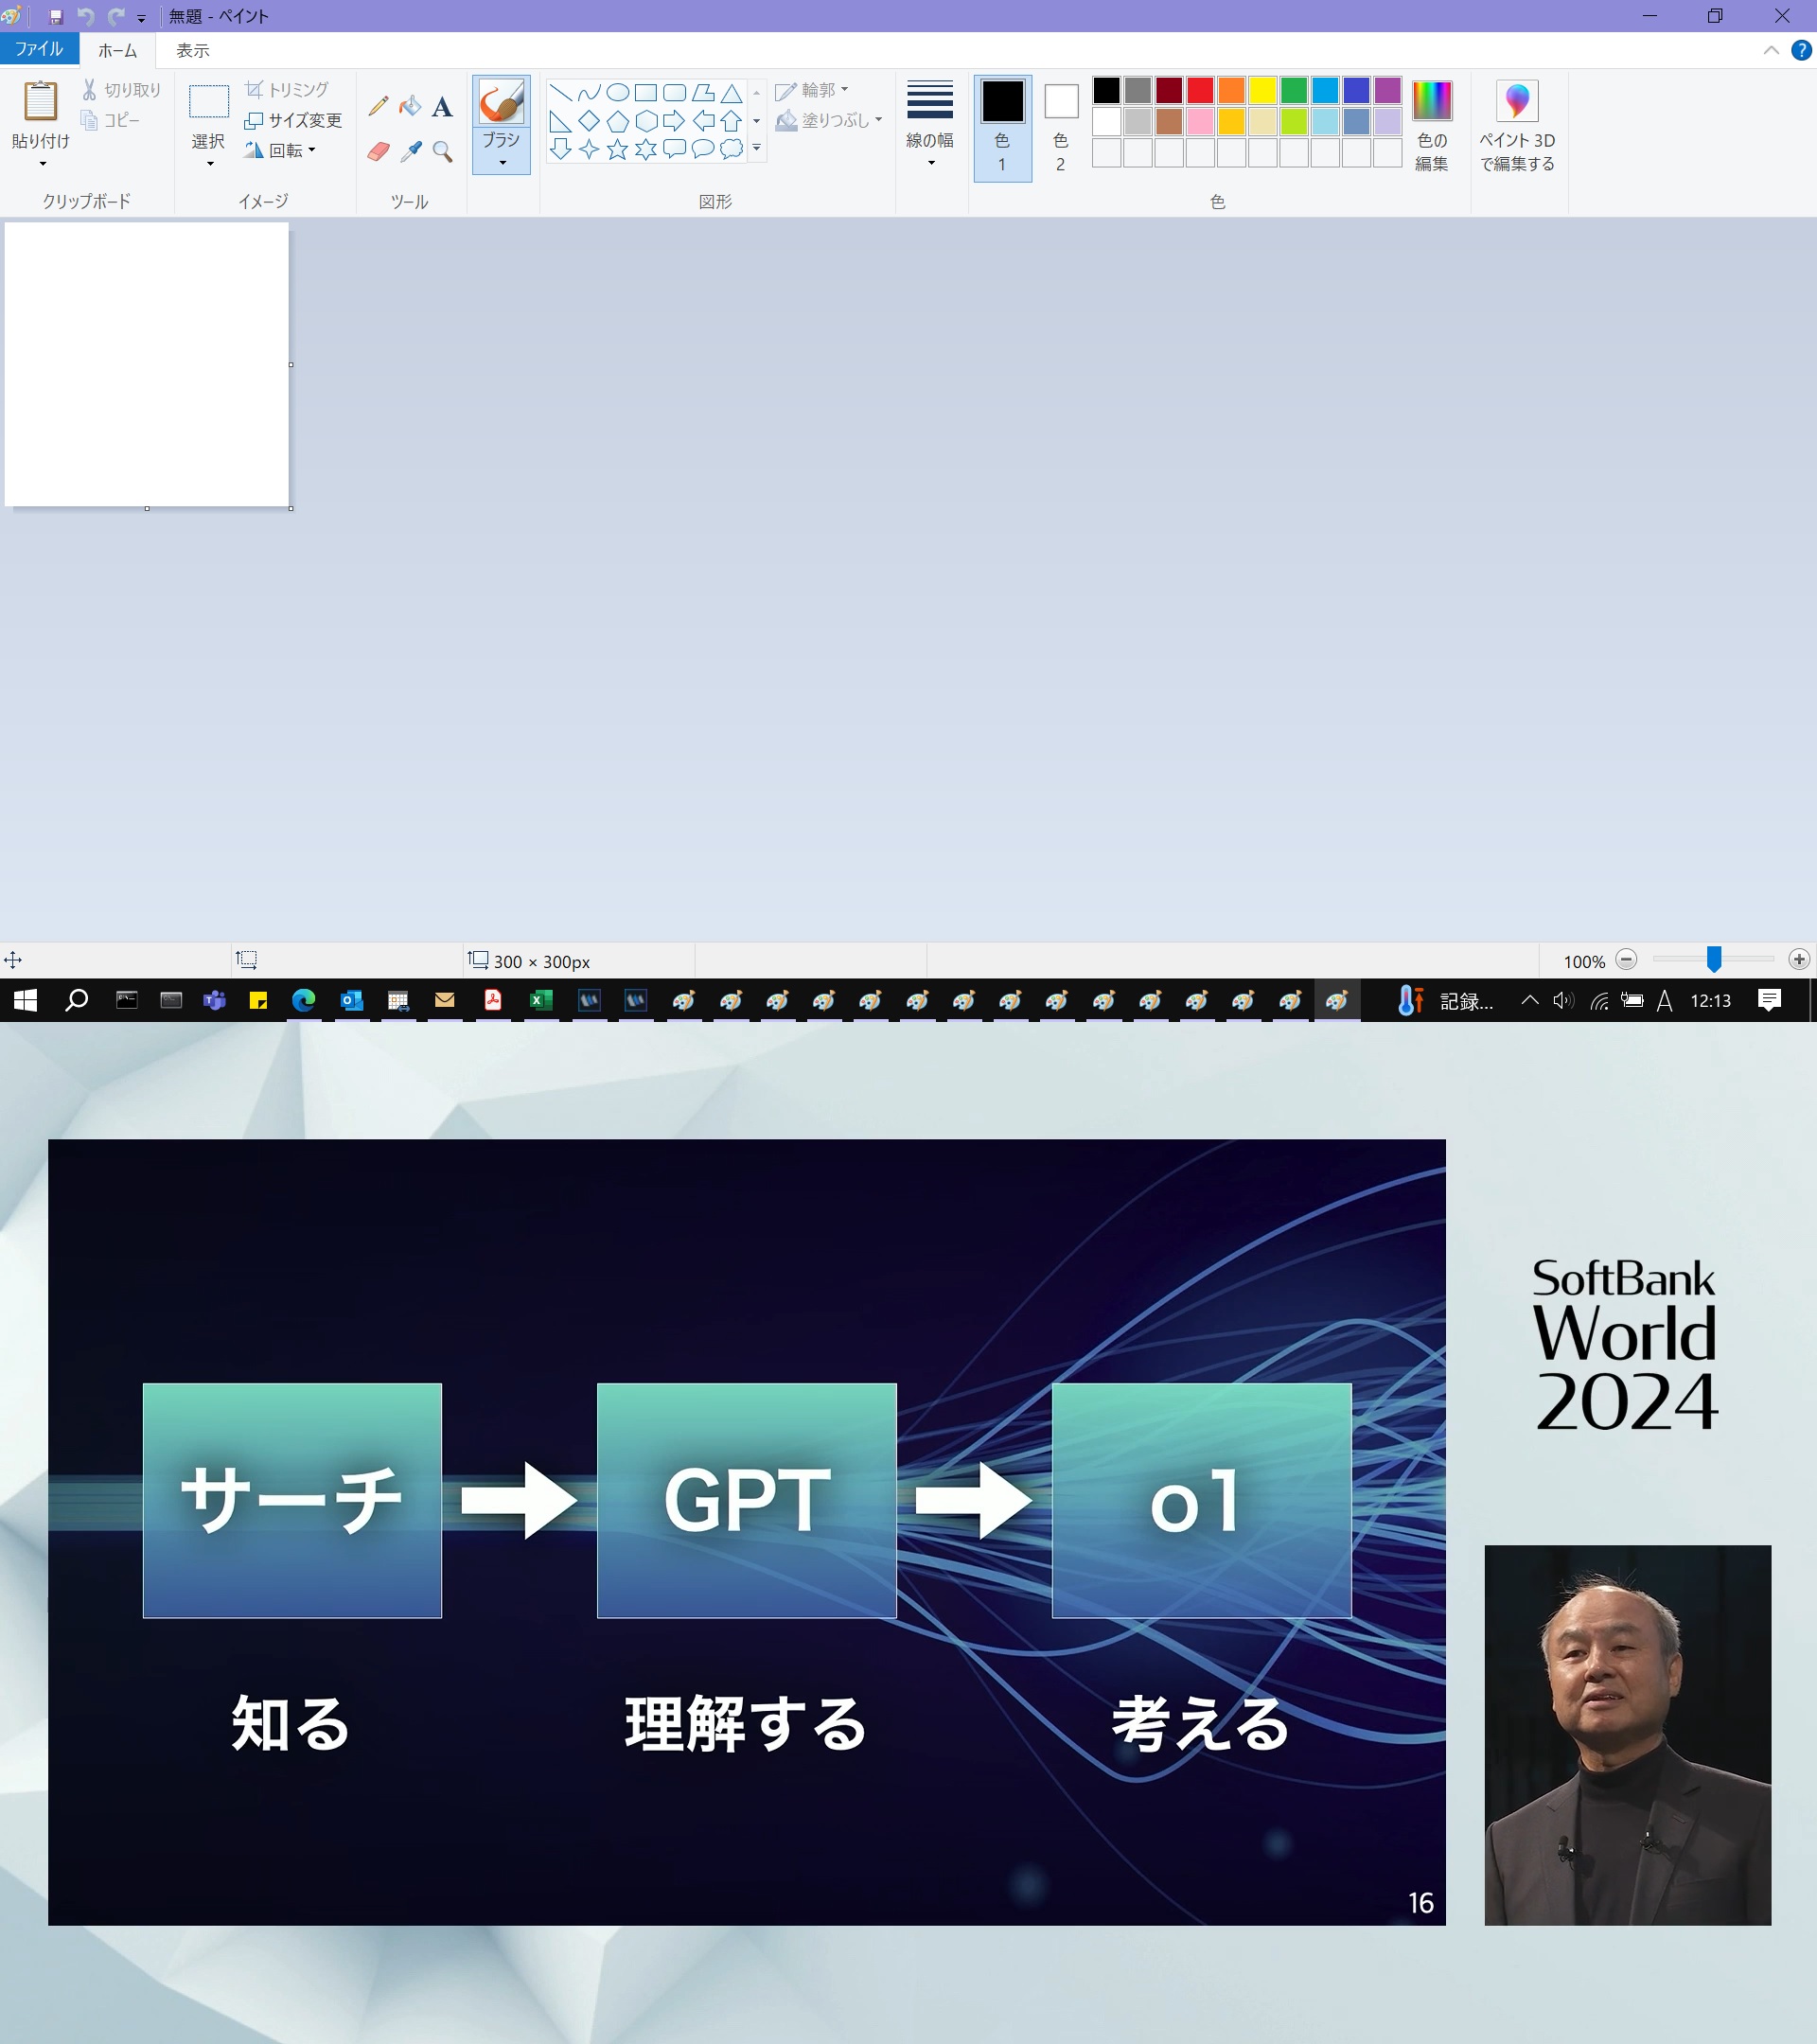 無題 - ペイント
ファイル ホーム 表示
貼り付け
切り取り
コピー
クリップボード
選択
トリミング
サイズ変更
回転
イメージ
A
ツール
ブラシ
輪郭
塗りつぶし
図形
線の幅
色
1
色
2
色の
編集
色
ペイント 3D
で編集する
300 × 300px
100%
記録...
A
12:13
サーチ
GPT
o1
知る
理解する
考える
16
SoftBank
World
2024